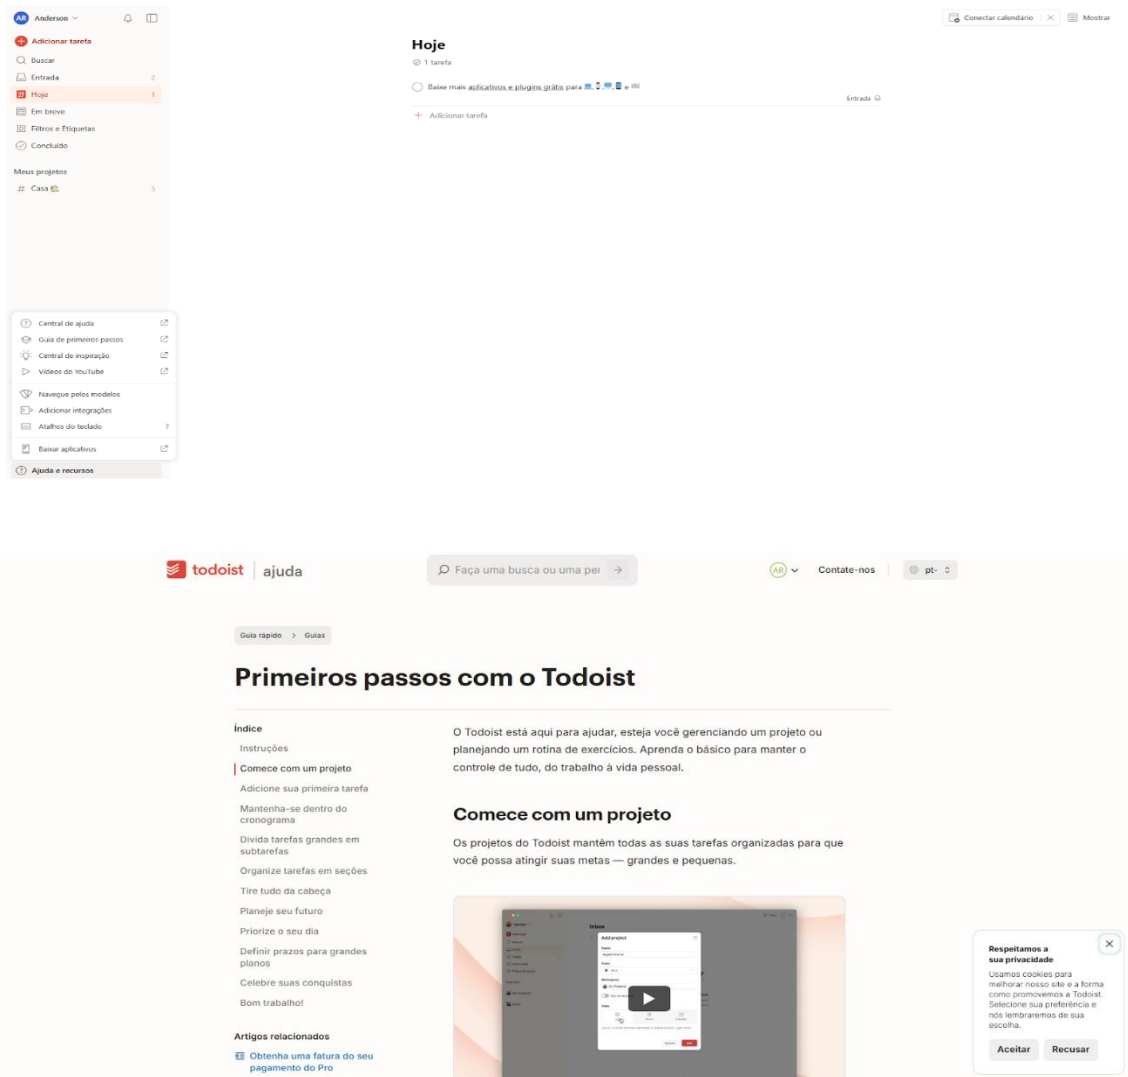 AR Anderson
Conectar calendário
Mostrar
Adicionar tarefa
Buscar
Entrada 2
Hoje 1
Em breve
Filtros e Etiquetas
Concluído
Meus projetos
# Casa 5
Hoje
1 tarefa
Baixe mais aplicativos e plugins grátis para , , e
Entrada
+ Adicionar tarefa
Central de ajuda
Guia de primeiros passos
Central de inspiração
Vídeos do YouTube
Navegue pelos modelos
Adicionar integrações
Atalhos do teclado ?
Baixar aplicativos
Ajuda e recursos
todoist | ajuda
Faça uma busca ou uma per
AR
Contate-nos
pt-
Guia rápido > Guias
Primeiros passos com o Todoist
Índice
Instruções
Comece com um projeto
Adicione sua primeira tarefa
Mantenha-se dentro do
cronograma
Divida tarefas grandes em
subtarefas
Organize tarefas em seções
Tire tudo da cabeça
Planeje seu futuro
Priorize o seu dia
Definir prazos para grandes
planos
Celebre suas conquistas
Bom trabalho!
Artigos relacionados
Obtenha uma fatura do seu
pagamento do Pro
O Todoist está aqui para ajudar, esteja você gerenciando um projeto ou
planejando um rotina de exercícios. Aprenda o básico para manter o
controle de tudo, do trabalho à vida pessoal.
Comece com um projeto
Os projetos do Todoist mantêm todas as suas tarefas organizadas para que
você possa atingir suas metas — grandes e pequenas.
Inbox
Add project
Respeitamos a
sua privacidade
Usamos cookies para
melhorar nosso site e a forma
como promovemos a Todoist.
Selecione sua preferência e
nós lembraremos de sua
escolha.
Aceitar
Recusar